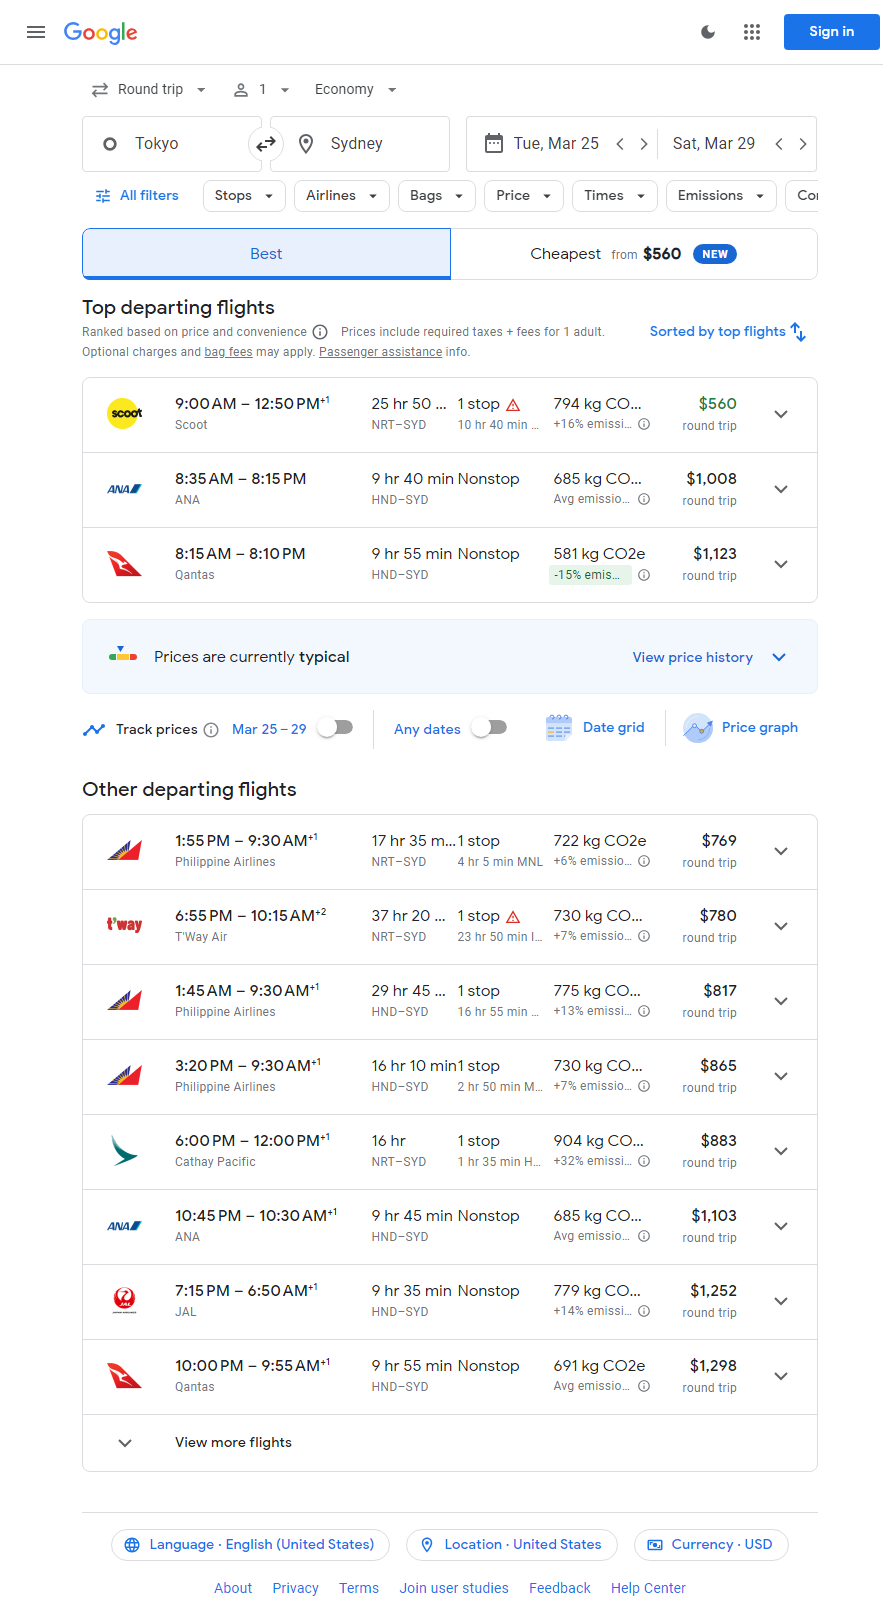 Google
Sign in
Round trip 1 Economy
Tokyo Sydney Tue, Mar 25 Sat, Mar 29
All filters Stops Airlines Bags Price Times Emissions Con
Best Cheapest from $560 NEW
Top departing flights
Ranked based on price and convenience Prices include required taxes + fees for 1 adult.
Optional charges and bag fees may apply. Passenger assistance info.
Sorted by top flights
scoot 9:00 AM – 12:50 PM+1 25 hr 50 ... 1 stop 794 kg CO... $560
Scoot NRT–SYD 10 hr 40 min ... +16% emissi... round trip
ANA 8:35 AM – 8:15 PM 9 hr 40 min Nonstop 685 kg CO... $1,008
ANA HND–SYD Avg emissio... round trip
8:15 AM – 8:10 PM 9 hr 55 min Nonstop 581 kg CO2e $1,123
Qantas HND–SYD -15% emis... round trip
Prices are currently typical View price history
Track prices Mar 25 – 29 Any dates Date grid Price graph
Other departing flights
1:55 PM – 9:30 AM+1 17 hr 35 m... 1 stop 722 kg CO2e $769
Philippine Airlines NRT–SYD 4 hr 5 min MNL +6% emissio... round trip
t'way 6:55 PM – 10:15 AM+2 37 hr 20 ... 1 stop 730 kg CO... $780
T'Way Air NRT–SYD 23 hr 50 min I... +7% emissio... round trip
1:45 AM – 9:30 AM+1 29 hr 45 ... 1 stop 775 kg CO... $817
Philippine Airlines HND–SYD 16 hr 55 min ... +13% emissi... round trip
3:20 PM – 9:30 AM+1 16 hr 10 min 1 stop 730 kg CO... $865
Philippine Airlines HND–SYD 2 hr 50 min M... +7% emissio... round trip
6:00 PM – 12:00 PM+1 16 hr 1 stop 904 kg CO... $883
Cathay Pacific NRT–SYD 1 hr 35 min H... +32% emissi... round trip
ANA 10:45 PM – 10:30 AM+1 9 hr 45 min Nonstop 685 kg CO... $1,103
ANA HND–SYD Avg emissio... round trip
JAL 7:15 PM – 6:50 AM+1 9 hr 35 min Nonstop 779 kg CO... $1,252
JAL HND–SYD +14% emissi... round trip
10:00 PM – 9:55 AM+1 9 hr 55 min Nonstop 691 kg CO2e $1,298
Qantas HND–SYD Avg emissio... round trip
View more flights
Language · English (United States) Location · United States Currency · USD
About Privacy Terms Join user studies Feedback Help Center